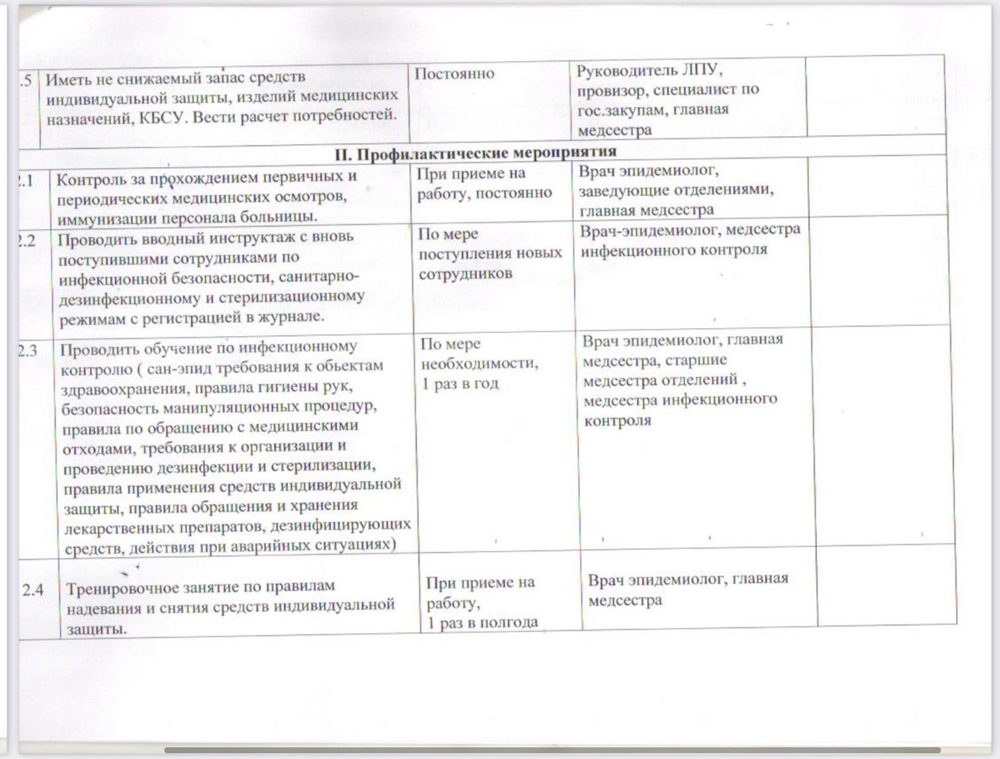 .5
Иметь не снижаемый запас средств
индивидуальной защиты, изделий медицинских
назначений, КБСУ. Вести расчет потребностей.
Постоянно
Руководитель ЛПУ,
провизор, специалист по
гос.закупам, главная
медсестра
II. Профилактические мероприятия
2.1
Контроль за прохождением первичных и
периодических медицинских осмотров,
иммунизации персонала больницы.
При приеме на
работу, постоянно
Врач эпидемиолог,
заведующие отделениями,
главная медсестра
2.2
Проводить вводный инструктаж с вновь
поступившими сотрудниками по
инфекционной безопасности, санитарно-
дезинфекционному и стерилизационному
режимам с регистрацией в журнале.
По мере
поступления новых
сотрудников
Врач-эпидемиолог, медсестра
инфекционного контроля
2.3
Проводить обучение по инфекционному
контролю ( сан-эпид требования к обьектам
здравоохранения, правила гигиены рук,
безопасность манипуляционных процедур,
правила по обращению с медицинскими
отходами, требования к организации и
проведению дезинфекции и стерилизации,
правила применения средств индивидуальной
защиты, правила обращения и хранения
лекарственных препаратов, дезинфицирующих
средств, действия при аварийных ситуациях)
По мере
необходимости,
1 раз в год
Врач эпидемиолог, главная
медсестра, старшие
медсестра отделений ,
медсестра инфекционного
контроля
2.4
Тренировочное занятие по правилам
надевания и снятия средств индивидуальной
защиты.
При приеме на
работу,
1 раз в полгода
Врач эпидемиолог, главная
медсестра